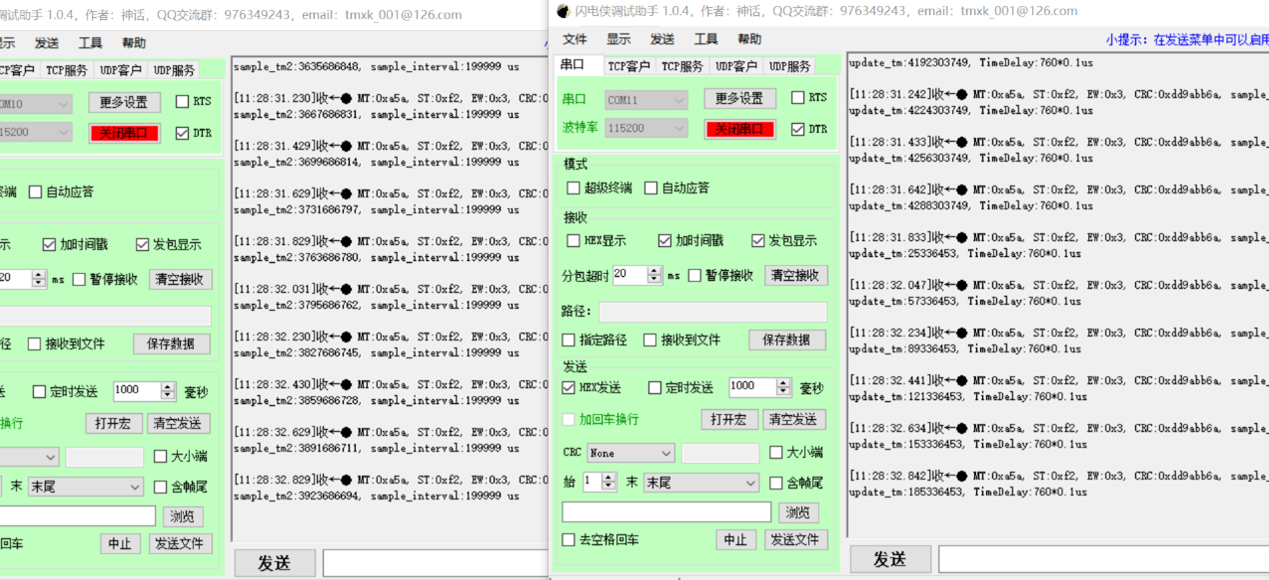 调试助手 1.0.4，作者：神话，QQ交流群：976349243，email：tmxk_001@126.com
示 发送 工具 帮助
小
CP客户 TCP服务 UDP客户 UDP服务
OM10 更多设置 RTS
115200 关闭串口 DTR
终端 自动应答
示 加时间戳 发包显示
20 ms 暂停接收 清空接收
径 接收到文件 保存数据
送 定时发送 1000 毫秒
换行 打开宏 清空发送
大小端
末 末尾 含帧尾
浏览
回车 中止 发送文件
sample_tm2:3635686848, sample_interval:199999 us
[11:28:31.230]收←●MT:0xa5a, ST:0xf2, EW:0x3, CRC:0
sample_tm2:3667686831, sample_interval:199999 us
[11:28:31.429]收←●MT:0xa5a, ST:0xf2, EW:0x3, CRC:0
sample_tm2:3699686814, sample_interval:199999 us
[11:28:31.629]收←●MT:0xa5a, ST:0xf2, EW:0x3, CRC:0
sample_tm2:3731686797, sample_interval:199999 us
[11:28:31.829]收←●MT:0xa5a, ST:0xf2, EW:0x3, CRC:0
sample_tm2:3763686780, sample_interval:199999 us
[11:28:32.031]收←●MT:0xa5a, ST:0xf2, EW:0x3, CRC:0
sample_tm2:3795686762, sample_interval:199999 us
[11:28:32.230]收←●MT:0xa5a, ST:0xf2, EW:0x3, CRC:0
sample_tm2:3827686745, sample_interval:199999 us
[11:28:32.430]收←●MT:0xa5a, ST:0xf2, EW:0x3, CRC:0
sample_tm2:3859686728, sample_interval:199999 us
[11:28:32.629]收←●MT:0xa5a, ST:0xf2, EW:0x3, CRC:0
sample_tm2:3891686711, sample_interval:199999 us
[11:28:32.829]收←●MT:0xa5a, ST:0xf2, EW:0x3, CRC:0
sample_tm2:3923686694, sample_interval:199999 us
发送
闪电侠调试助手 1.0.4，作者：神话，QQ交流群：976349243，email：tmxk_001@126.com
文件 显示 发送 工具 帮助
小提示：在发送菜单中可以启用
串口 TCP客户 TCP服务 UDP客户 UDP服务
串口 COM11 更多设置 RTS
波特率 115200 关闭串口 DTR
模式
超级终端 自动应答
接收
HEX显示 加时间戳 发包显示
分包超时 20 ms 暂停接收 清空接收
路径：
指定路径 接收到文件 保存数据
发送
HEX发送 定时发送 1000 毫秒
加回车换行 打开宏 清空发送
CRC None 大小端
始 1 末 末尾 含帧尾
浏览
去空格回车 中止 发送文件
update_tm:4192303749, TimeDelay:760*0.1us
[11:28:31.242]收←●MT:0xa5a, ST:0xf2, EW:0x3, CRC:0xdd9abb6a, sample_
update_tm:4224303749, TimeDelay:760*0.1us
[11:28:31.433]收←●MT:0xa5a, ST:0xf2, EW:0x3, CRC:0xdd9abb6a, sample_
update_tm:4256303749, TimeDelay:760*0.1us
[11:28:31.642]收←●MT:0xa5a, ST:0xf2, EW:0x3, CRC:0xdd9abb6a, sample_
update_tm:4288303749, TimeDelay:760*0.1us
[11:28:31.833]收←●MT:0xa5a, ST:0xf2, EW:0x3, CRC:0xdd9abb6a, sample_
update_tm:25336453, TimeDelay:760*0.1us
[11:28:32.047]收←●MT:0xa5a, ST:0xf2, EW:0x3, CRC:0xdd9abb6a, sample_
update_tm:57336453, TimeDelay:760*0.1us
[11:28:32.234]收←●MT:0xa5a, ST:0xf2, EW:0x3, CRC:0xdd9abb6a, sample_
update_tm:89336453, TimeDelay:760*0.1us
[11:28:32.441]收←●MT:0xa5a, ST:0xf2, EW:0x3, CRC:0xdd9abb6a, sample_
update_tm:121336453, TimeDelay:760*0.1us
[11:28:32.634]收←●MT:0xa5a, ST:0xf2, EW:0x3, CRC:0xdd9abb6a, sample_
update_tm:153336453, TimeDelay:760*0.1us
[11:28:32.842]收←●MT:0xa5a, ST:0xf2, EW:0x3, CRC:0xdd9abb6a, sample_
update_tm:185336453, TimeDelay:760*0.1us
发送